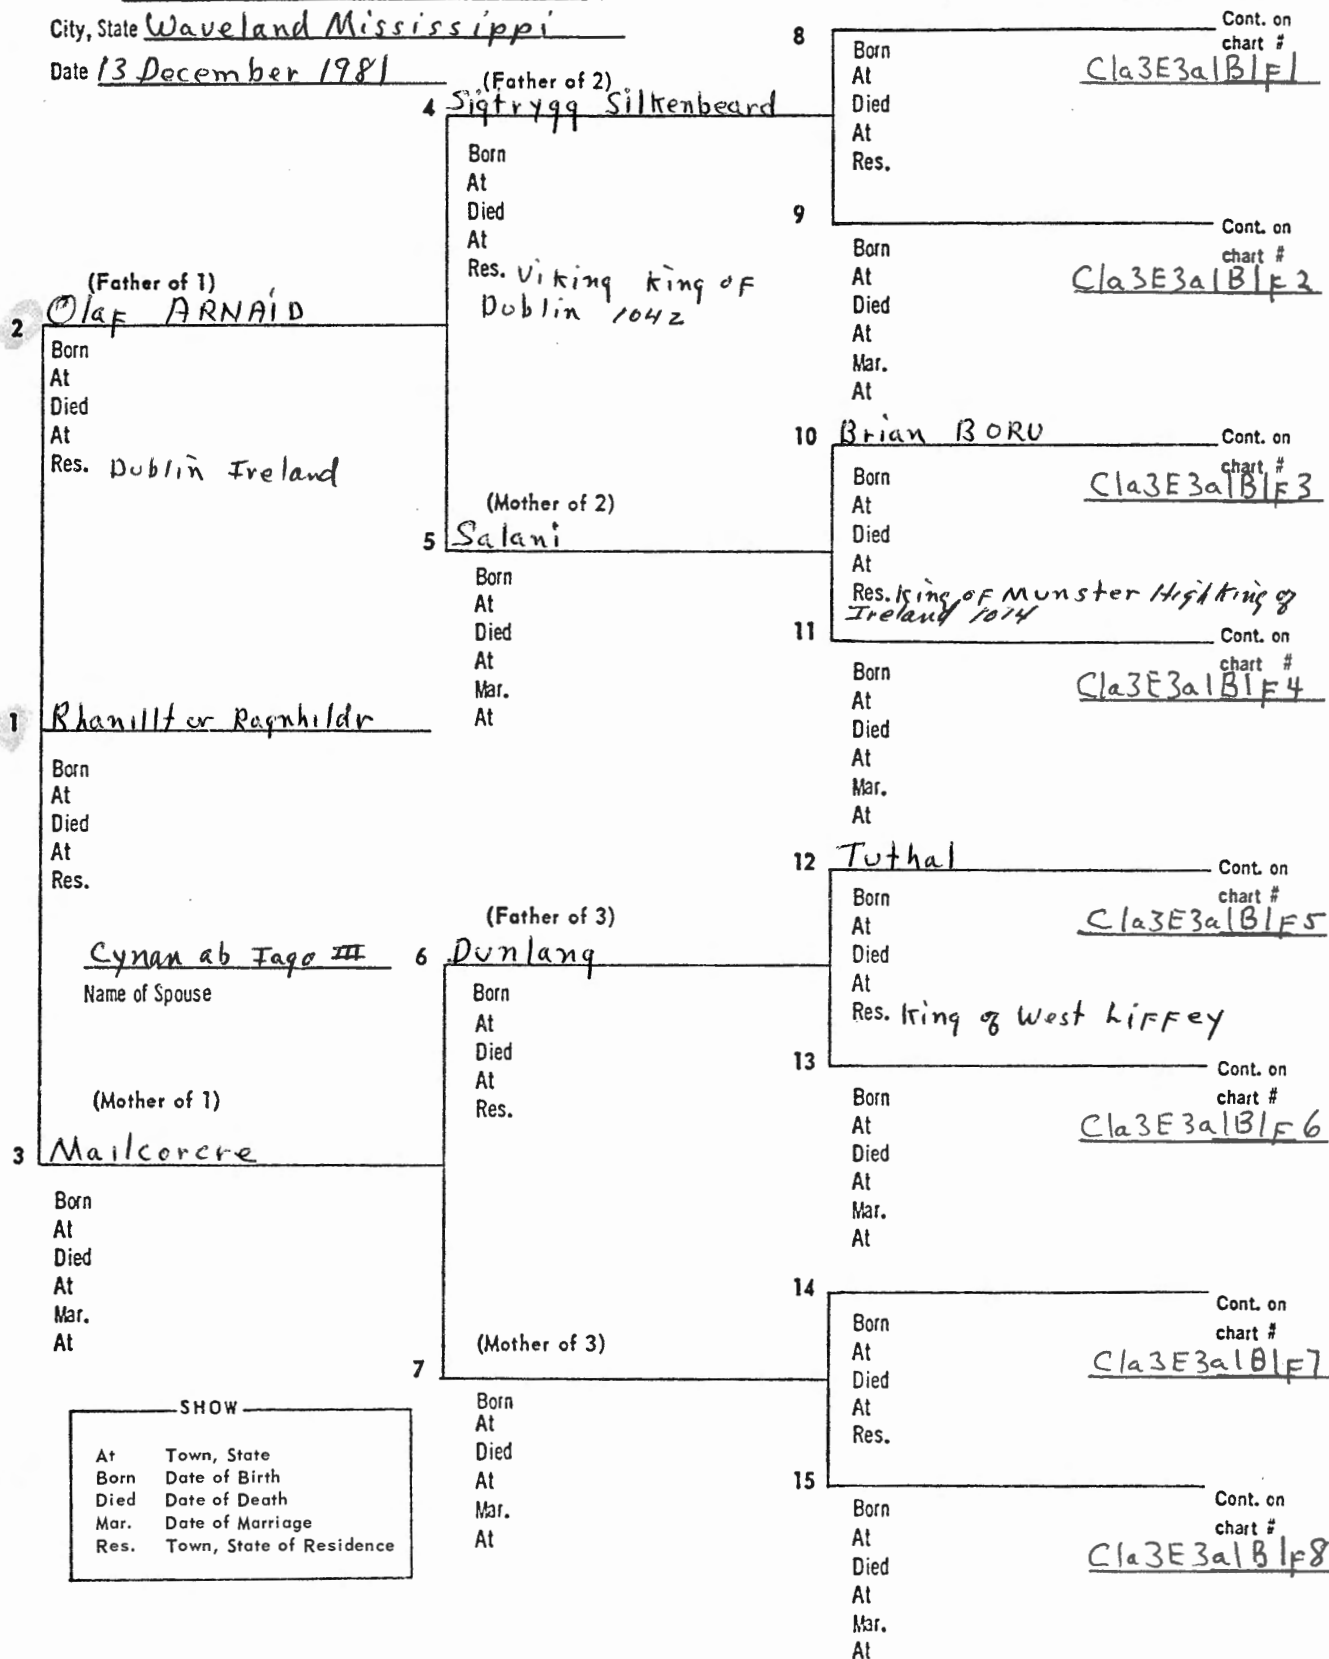 City, State Waveland Mississippi
Date 13 December 1981
1 Rhanillt or Ragnhildr
Born
At
Died
At
Res.
Cynan ab Iago III
Name of Spouse
(Father of 1)
2 Olaf ARNAID
Born
At
Died
At
Res. Dublin Ireland
(Mother of 1)
3 Mailcorcre
Born
At
Died
At
Mar.
At
(Father of 2)
4 Sigtrygg Silkenbeard
Born
At
Died
At
Res. Viking King of
Dublin 1042
(Mother of 2)
5 Salani
Born
At
Died
At
Mar.
At
(Father of 3)
6 Dunlang
Born
At
Died
At
Res.
(Mother of 3)
7
Born
At
Died
At
Mar.
At
8
Cont. on
chart #
C1a3E3a1B1F1
Born
At
Died
At
Res.
9
Cont. on
chart #
C1a3E3a1B1F2
Born
At
Died
At
Mar.
At
10 Brian BORU
Cont. on
chart #
C1a3E3a1B1F3
Born
At
Died
At
Res. King of Munster High King of
Ireland 1014
11
Cont. on
chart #
C1a3E3a1B1F4
Born
At
Died
At
Mar.
At
12 Tuthal
Cont. on
chart #
C1a3E3a1B1F5
Born
At
Died
At
Res. King of West Liffey
13
Cont. on
chart #
C1a3E3a1B1F6
Born
At
Died
At
Mar.
At
14
Cont. on
chart #
C1a3E3a1B1F7
Born
At
Died
At
Res.
15
Cont. on
chart #
C1a3E3a1B1F8
Born
At
Died
At
Mar.
At
SHOW
At Town, State
Born Date of Birth
Died Date of Death
Mar. Date of Marriage
Res. Town, State of Residence